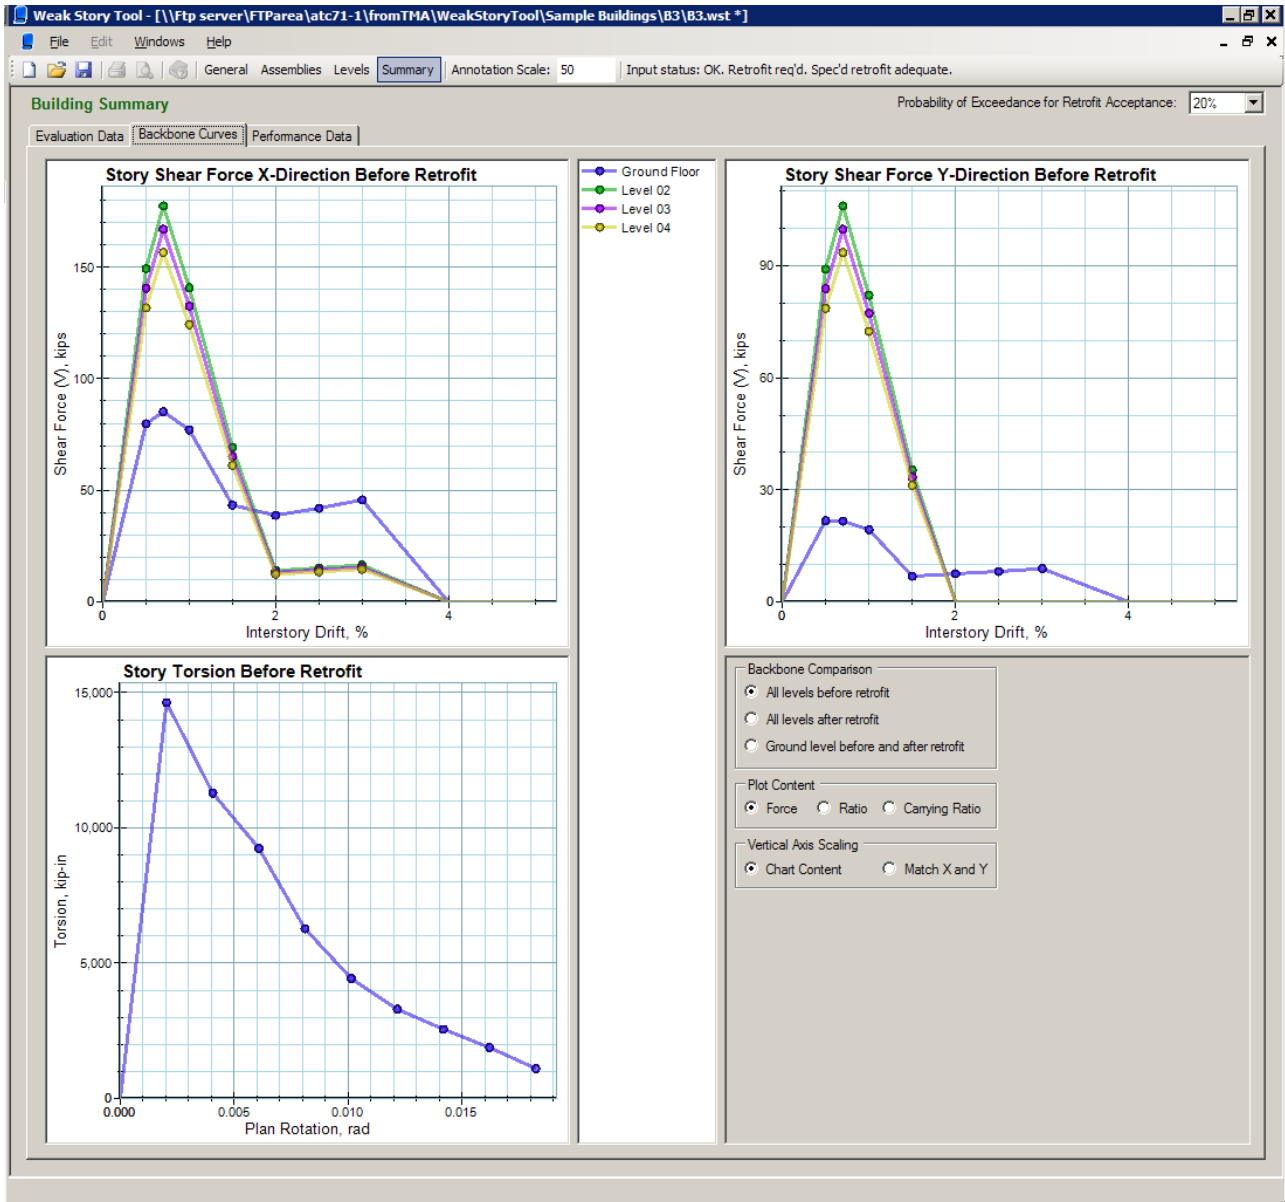 Weak Story Tool - [\\Ftp server\FTParea\atc71-1\fromTMA\WeakStoryTool\Sample Buildings\B3\B3.wst *]
File Edit Windows Help
General Assemblies Levels Summary Annotation Scale: 50 Input status: OK. Retrofit req'd. Spec'd retrofit adequate.
Building Summary
Probability of Exceedance for Retrofit Acceptance: 20%
Evaluation Data Backbone Curves Performance Data
Story Shear Force X-Direction Before Retrofit
150
100
50
0
Shear Force (V), kips
0 2 4
Interstory Drift, %
Ground Floor
Level 02
Level 03
Level 04
Story Shear Force Y-Direction Before Retrofit
90
60
30
0
Shear Force (V), kips
0 2 4
Interstory Drift, %
Story Torsion Before Retrofit
15,000
10,000
5,000
0
Torsion, kip-in
0.000 0.005 0.010 0.015
Plan Rotation, rad
Backbone Comparison
All levels before retrofit
All levels after retrofit
Ground level before and after retrofit
Plot Content
Force Ratio Carrying Ratio
Vertical Axis Scaling
Chart Content Match X and Y